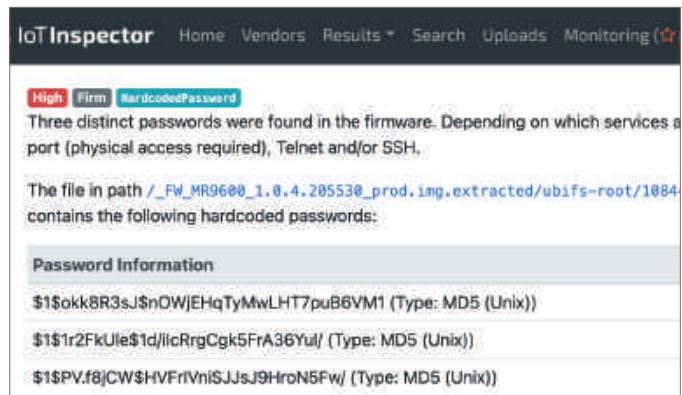 IoT Inspector Home Vendors Results Search Uploads Monitoring (
High Firm HardcodedPassword
Three distinct passwords were found in the firmware. Depending on which services a
port (physical access required), Telnet and/or SSH.
The file in path /_FW_MR9600_1.0.4.205530_prod.img.extracted/ubifs-root/1084
contains the following hardcoded passwords:
Password Information
$1$okk8R3sJ$nOWjEHqTyMwLHT7puB6VM1 (Type: MD5 (Unix))
$1$1r2FkUle$1d/ilcRrgCgk5FrA36Yul/ (Type: MD5 (Unix))
$1$PV.f8jCW$HVFrlVniSJJsJ9HroN5Fw/ (Type: MD5 (Unix))